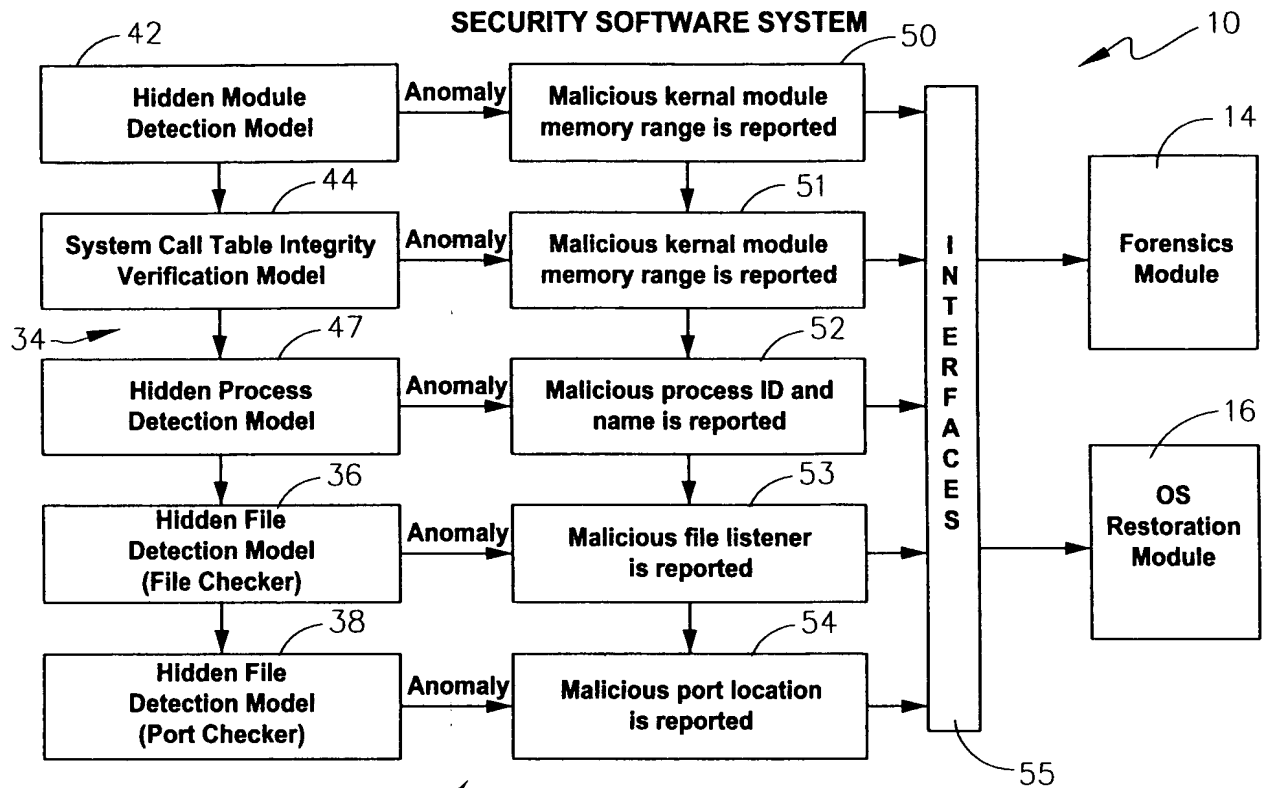 SECURITY SOFTWARE SYSTEM
42
50
10
Hidden Module
Detection Model
Anomaly
Malicious kernal module
memory range is reported
14
44
51
System Call Table Integrity
Verification Model
Anomaly
Malicious kernal module
memory range is reported
INTERFACES
Forensics
Module
34
47
52
Hidden Process
Detection Model
Anomaly
Malicious process ID and
name is reported
16
36
53
Hidden File
Detection Model
(File Checker)
Anomaly
Malicious file listener
is reported
OS
Restoration
Module
38
54
Hidden File
Detection Model
(Port Checker)
Anomaly
Malicious port location
is reported
55